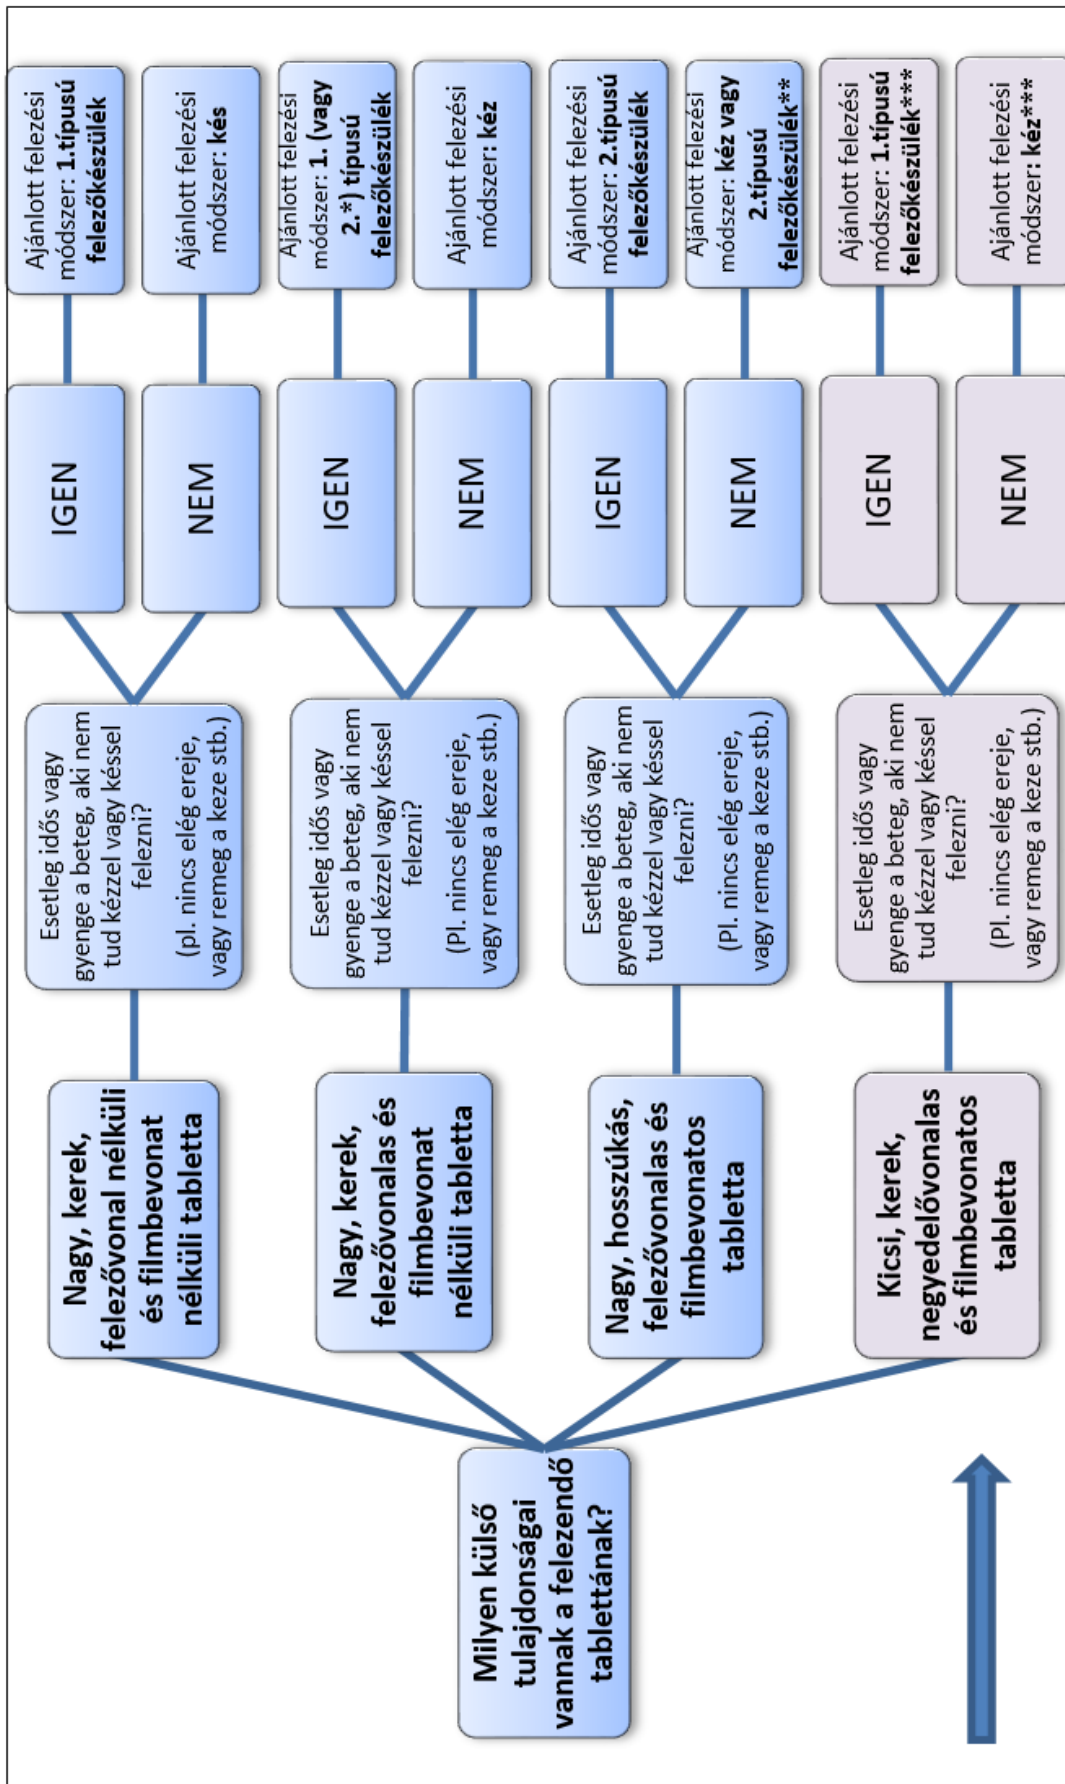 Milyen külső
tulajdonságai
vannak a felezendő
tablettának?
Nagy, kerek,
felezővonal nélküli
és filmbevonat
nélküli tabletta
Esetleg idős vagy
gyenge a beteg, aki nem
tud kézzel vagy késsel
felezni?
(pl. nincs elég ereje,
vagy remeg a keze stb.)
IGEN
Ajánlott felezési
módszer: 1.típusú
felezőkészülék
NEM
Ajánlott felezési
módszer: kés
Nagy, kerek,
felezővonalas és
filmbevonat
nélküli tabletta
Esetleg idős vagy
gyenge a beteg, aki nem
tud kézzel vagy késsel
felezni?
(Pl. nincs elég ereje,
vagy remeg a keze stb.)
IGEN
Ajánlott felezési
módszer: 1. (vagy
2.*) típusú
felezőkészülék
NEM
Ajánlott felezési
módszer: kéz
Nagy, hosszúkás,
felezővonalas és
filmbevonatos
tabletta
Esetleg idős vagy
gyenge a beteg, aki nem
tud kézzel vagy késsel
felezni?
(Pl. nincs elég ereje,
vagy remeg a keze stb.)
IGEN
Ajánlott felezési
módszer: 2.típusú
felezőkészülék
NEM
Ajánlott felezési
módszer: kéz vagy
2.típusú
felezőkészülék**
Kicsi, kerek,
negyedelővonalas
és filmbevonatos
tabletta
Esetleg idős vagy
gyenge a beteg, aki nem
tud kézzel vagy késsel
felezni?
(Pl. nincs elég ereje,
vagy remeg a keze stb.)
IGEN
Ajánlott felezési
módszer: 1.típusú
felezőkészülék***
NEM
Ajánlott felezési
módszer: kéz***